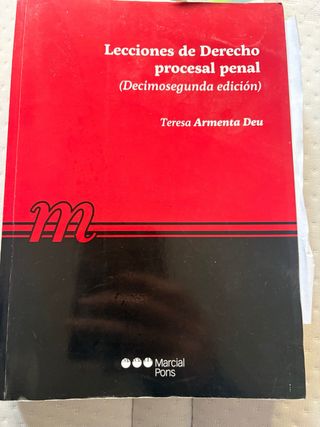 Lecciones de Derecho
procesal penal
(Decimosegunda edición)
Teresa Armenta Deu
m
Marcial
Pons